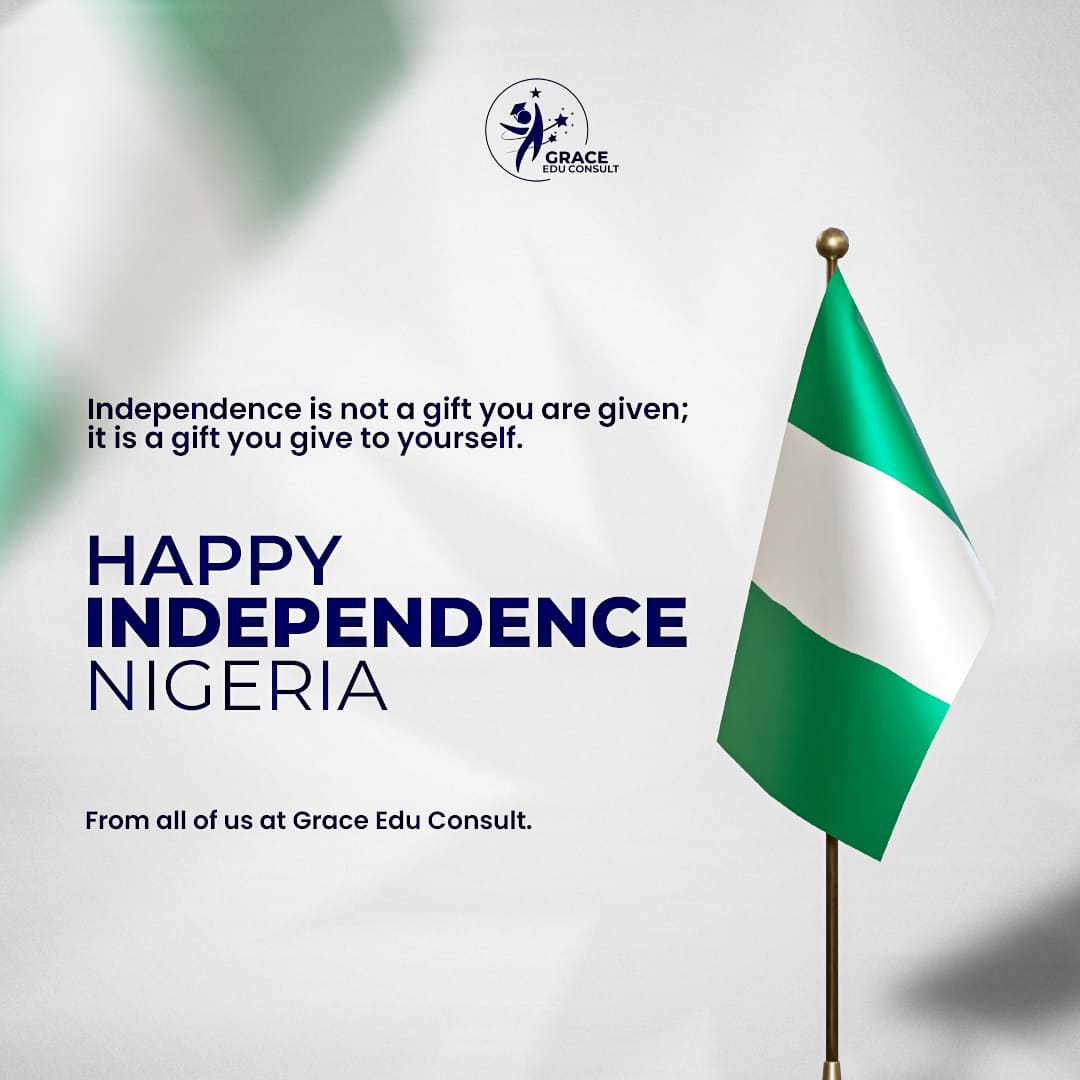 GRACE
EDU CONSULT
Independence is not a gift you are given;
it is a gift you give to yourself.
HAPPY
INDEPENDENCE
NIGERIA
From all of us at Grace Edu Consult.